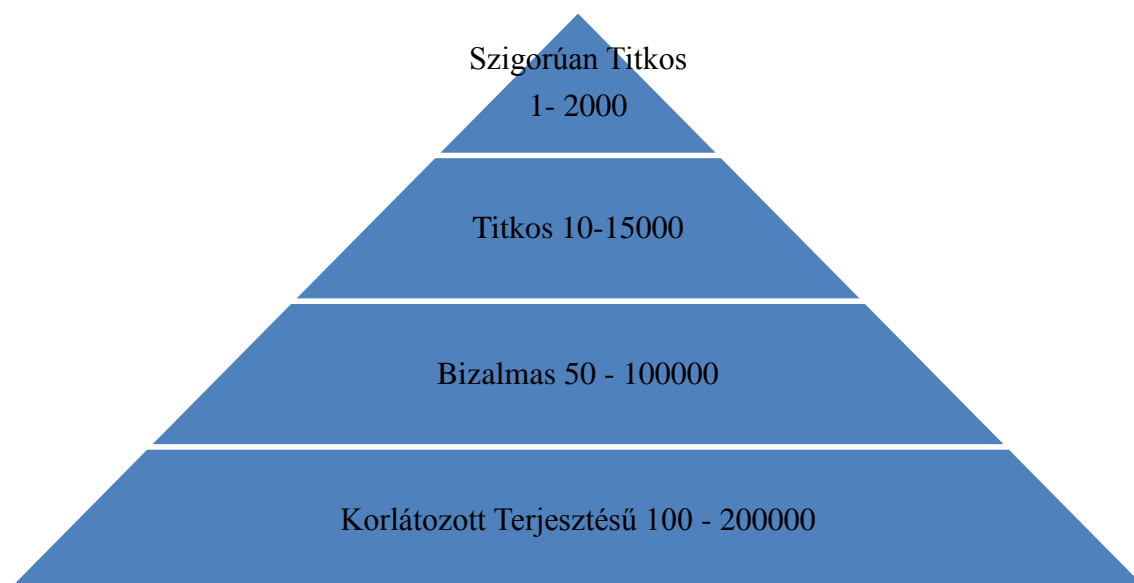 Szigorúan Titkos
1- 2000
Titkos 10-15000
Bizalmas 50 - 100000
Korlátozott Terjesztésű 100 - 200000